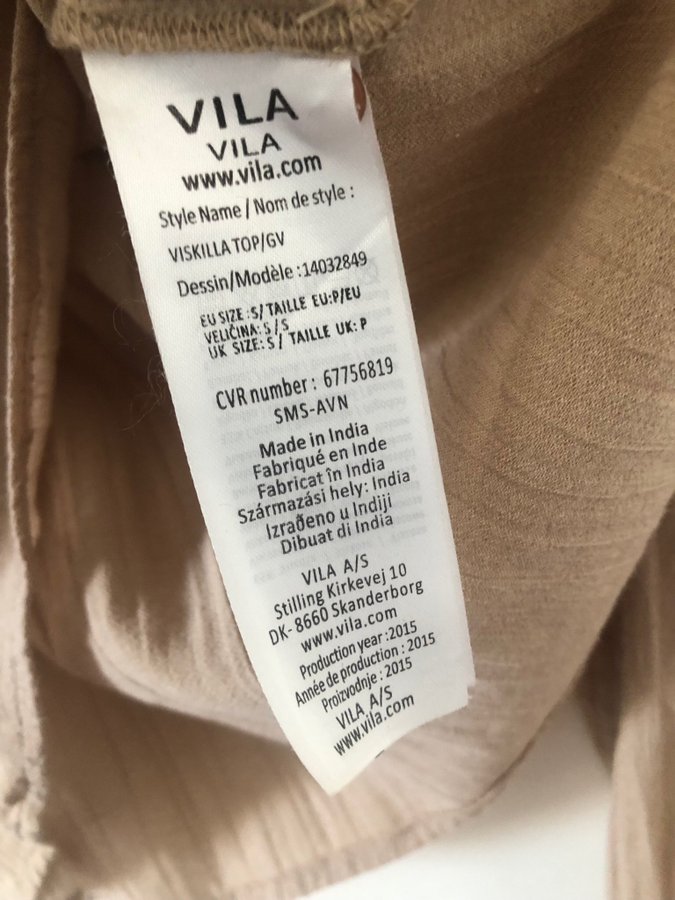 VILA
VILA
www.vila.com
Style Name / Nom de style :
VISKILLA TOP/GV
Dessin/Modèle :14032849
EU SIZE :S/ TAILLE EU:P/EU
VELIČINA: S / S
UK SIZE: S / TAILLE UK: P
CVR number : 67756819
SMS-AVN
Made in India
Fabriqué en Inde
Fabricat în India
Származási hely: India
Izraðeno u Indiji
Dibuat di India
VILA A/S
Stilling Kirkevej 10
DK- 8660 Skanderborg
www.vila.com
Production year :2015
Année de production : 2015
Proizvodnje : 2015
VILA A/S
www.vila.com